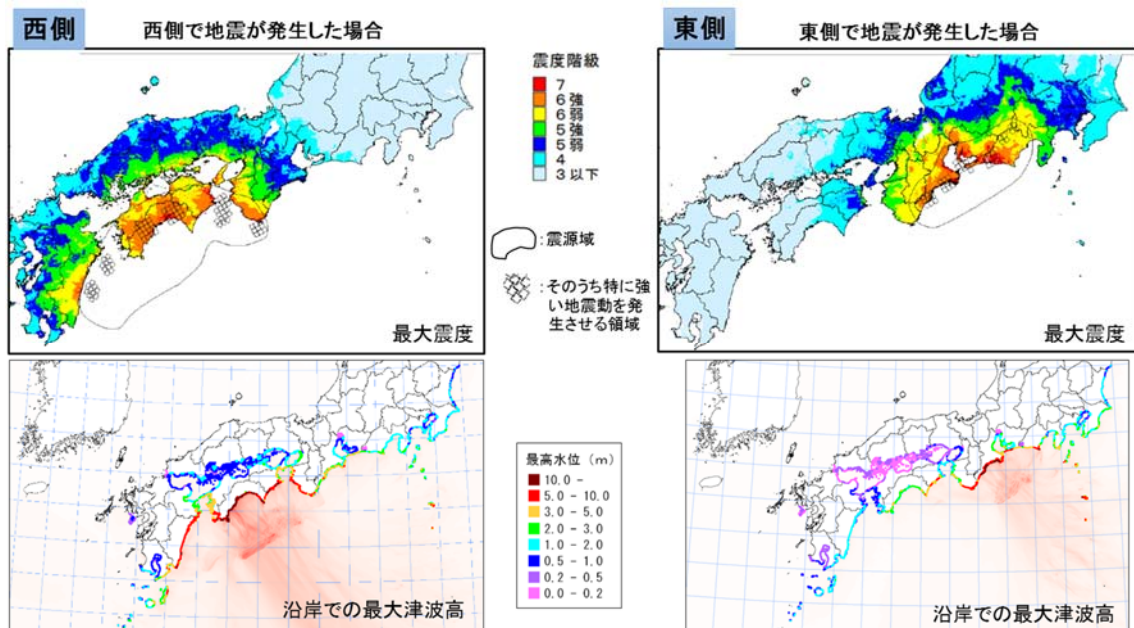 西側
西側で地震が発生した場合
最大震度
震度階級
7
6強
6弱
5強
5弱
4
3以下
:震源域
:そのうち特に強
い地震動を発
生させる領域
東側
東側で地震が発生した場合
最大震度
沿岸での最大津波高
最高水位 (m)
10.0 -
5.0 - 10.0
3.0 - 5.0
2.0 - 3.0
1.0 - 2.0
0.5 - 1.0
0.2 - 0.5
0.0 - 0.2
沿岸での最大津波高